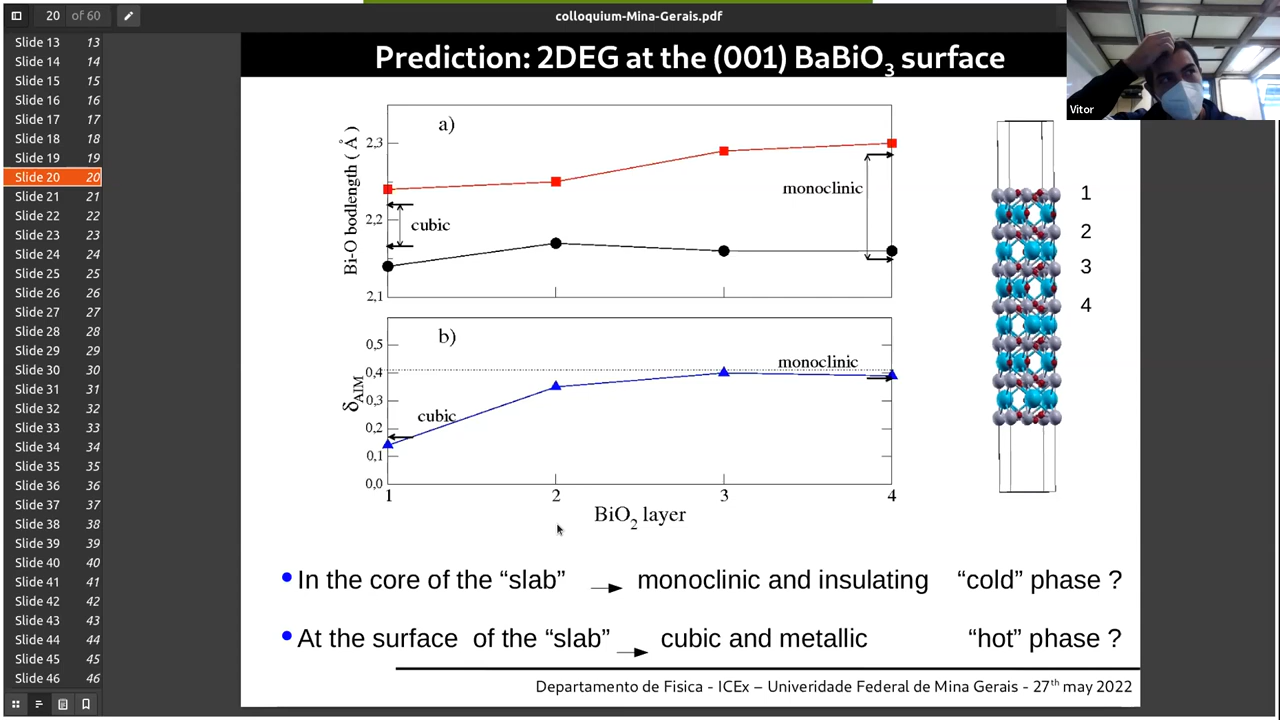 20 of 60
colloquium-Mina-Gerais.pdf
Slide 13 13
Slide 14 14
Slide 15 15
Slide 16 16
Slide 17 17
Slide 18 18
Slide 19 19
Slide 20 20
Slide 21 21
Slide 22 22
Slide 23 23
Slide 24 24
Slide 25 25
Slide 26 26
Slide 27 27
Slide 28 28
Slide 29 29
Slide 30 30
Slide 31 31
Slide 32 32
Slide 33 33
Slide 34 34
Slide 35 35
Slide 36 36
Slide 37 37
Slide 38 38
Slide 39 39
Slide 40 40
Slide 41 41
Slide 42 42
Slide 43 43
Slide 44 44
Slide 45 45
Slide 46 46
Prediction: 2DEG at the (001) BaBiO3 surface
Vitor
a)
Bi-O bodlength ( Å )
2,3
2,2
2,1
cubic
monoclinic
b)
δAIM
0,5
0,4
0,3
0,2
0,1
0,0
cubic
monoclinic
1 2 3 4
BiO2 layer
1
2
3
4
• In the core of the “slab” → monoclinic and insulating “cold” phase ?
• At the surface of the “slab” → cubic and metallic “hot” phase ?
Departamento de Fisica - ICEx – Univeridade Federal de Mina Gerais - 27th may 2022